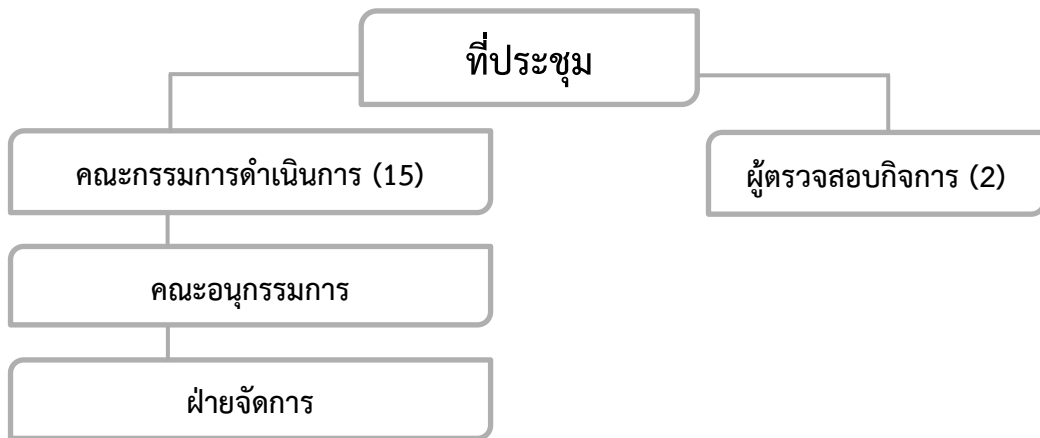 ที่ประชุม
คณะกรรมการดำเนินการ (15)
ผู้ตรวจสอบกิจการ (2)
คณะอนุกรรมการ
ฝ่ายจัดการ